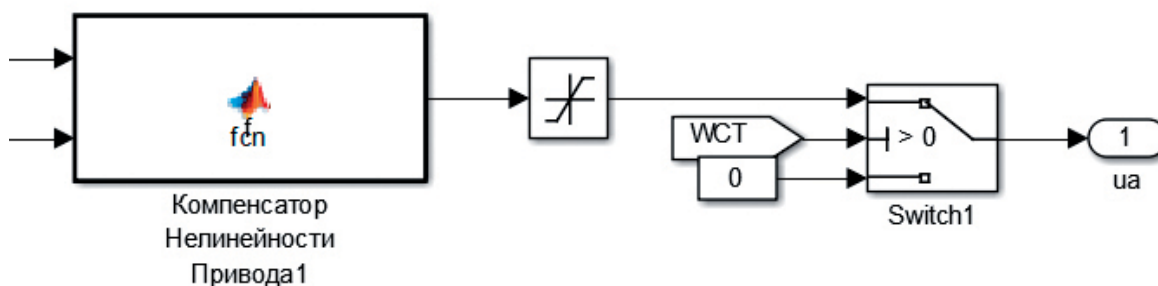 f
fcn
Компенсатор
Нелинейности
Привода1
WCT
0
> 0
Switch1
1
ua